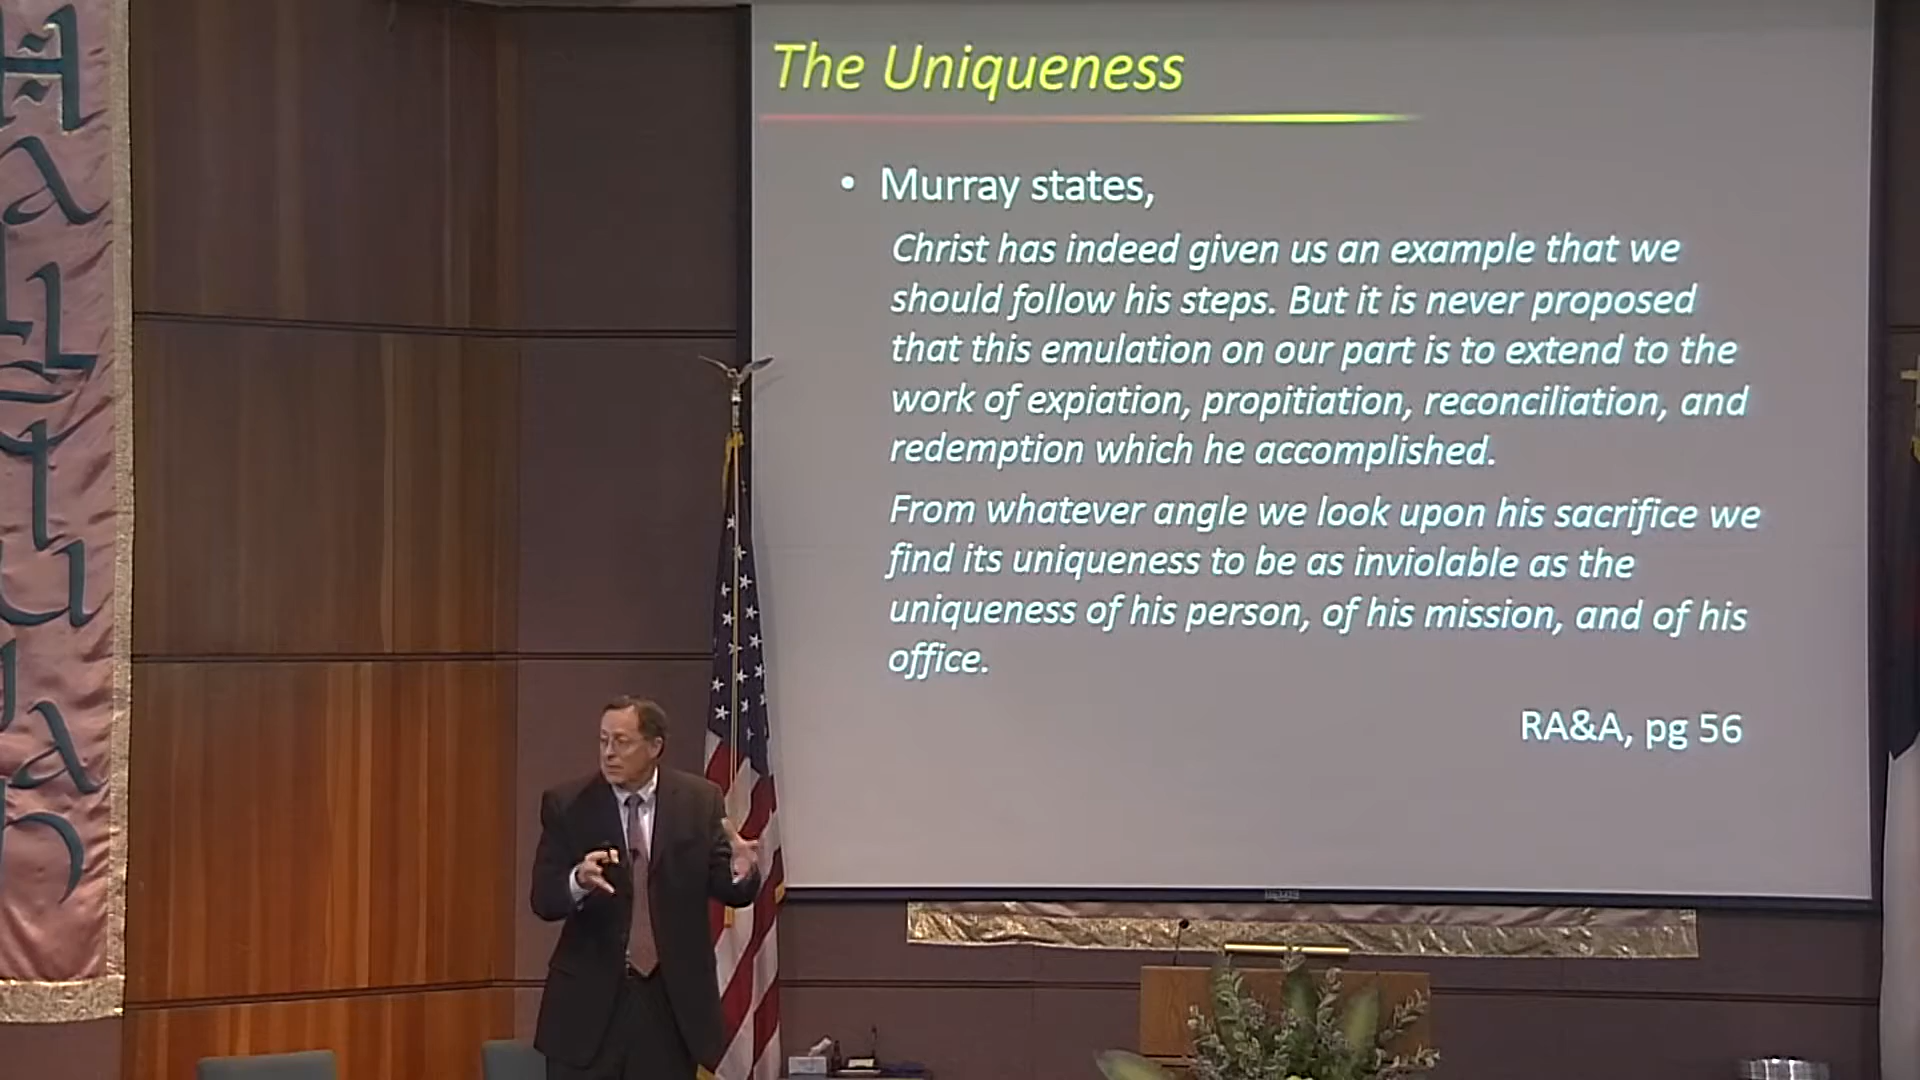 The Uniqueness
• Murray states,
Christ has indeed given us an example that we
should follow his steps. But it is never proposed
that this emulation on our part is to extend to the
work of expiation, propitiation, reconciliation, and
redemption which he accomplished.
From whatever angle we look upon his sacrifice we
find its uniqueness to be as inviolable as the
uniqueness of his person, of his mission, and of his
office.
RA&A, pg 56
Hallelujah